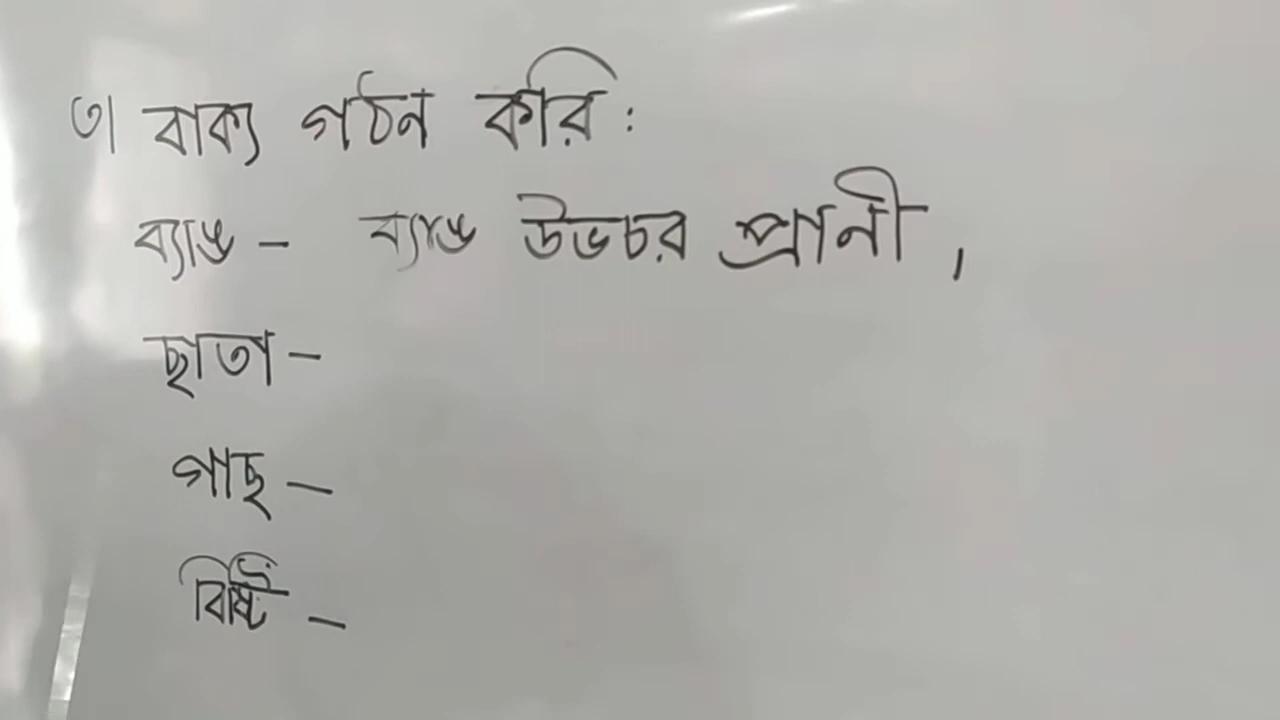 ৩। বাক্য গঠন করি:
ব্যাঙ - ব্যাঙ উভচর প্রানী,
ছাতা -
গাছ -
বিষ্টি -